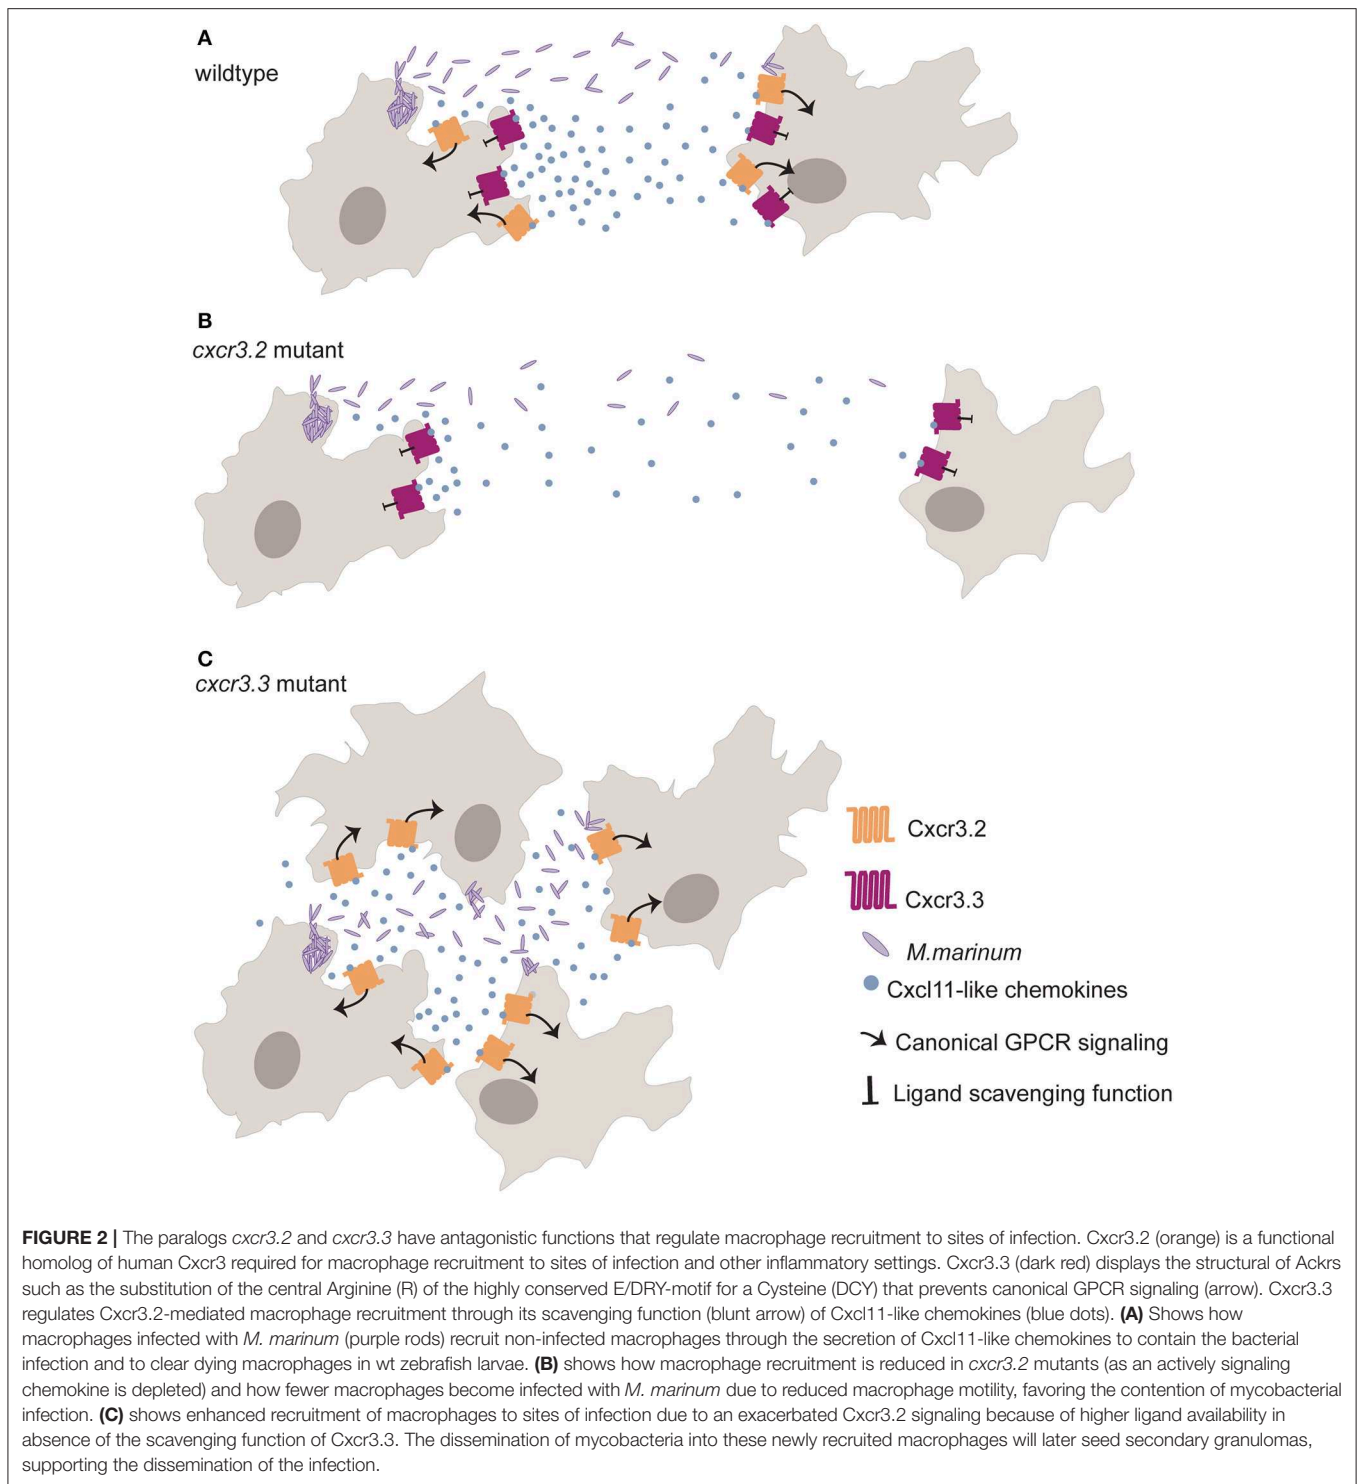 A
wildtype
B
cxcr3.2 mutant
C
cxcr3.3 mutant
Cxcr3.2
Cxcr3.3
M.marinum
Cxcl11-like chemokines
Canonical GPCR signaling
Ligand scavenging function
FIGURE 2 | The paralogs cxcr3.2 and cxcr3.3 have antagonistic functions that regulate macrophage recruitment to sites of infection. Cxcr3.2 (orange) is a functional
homolog of human Cxcr3 required for macrophage recruitment to sites of infection and other inflammatory settings. Cxcr3.3 (dark red) displays the structural of Ackrs
such as the substitution of the central Arginine (R) of the highly conserved E/DRY-motif for a Cysteine (DCY) that prevents canonical GPCR signaling (arrow). Cxcr3.3
regulates Cxcr3.2-mediated macrophage recruitment through its scavenging function (blunt arrow) of Cxcl11-like chemokines (blue dots). (A) Shows how
macrophages infected with M. marinum (purple rods) recruit non-infected macrophages through the secretion of Cxcl11-like chemokines to contain the bacterial
infection and to clear dying macrophages in wt zebrafish larvae. (B) shows how macrophage recruitment is reduced in cxcr3.2 mutants (as an actively signaling
chemokine is depleted) and how fewer macrophages become infected with M. marinum due to reduced macrophage motility, favoring the contention of mycobacterial
infection. (C) shows enhanced recruitment of macrophages to sites of infection due to an exacerbated Cxcr3.2 signaling because of higher ligand availability in
absence of the scavenging function of Cxcr3.3. The dissemination of mycobacteria into these newly recruited macrophages will later seed secondary granulomas,
supporting the dissemination of the infection.